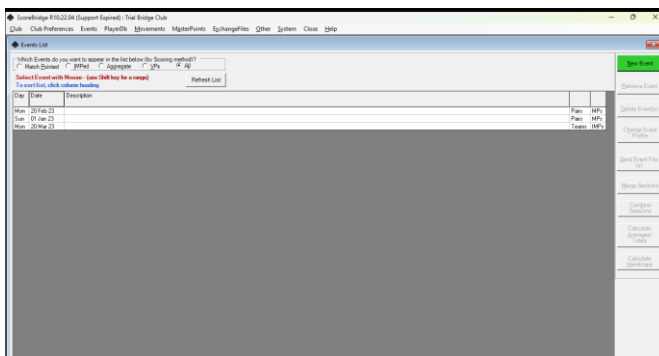 ScoreBridge R10.22.04 (Support Expired) : Trial Bridge Club
Club Club Preferences Events PlayerDb Movements MasterPoints ExchangeFiles Other System Close Help
Events List
Which Events do you want to appear in the list below (by Scoring method)?
Match Pointed IMPed Aggregate VPs All
Select Event with Mouse - (use Shift key for a range)
To sort list, click column heading
Refresh List
Day Date Description
Mon 20 Feb 23 Pairs MPs
Sun 01 Jan 23 Pairs MPs
Mon 20 Mar 23 Teams IMPs
New Event
Retrieve Event
Delete Event(s)
Change Event
Profile
Send Event File
(s)
Merge Sections
Combine
Sessions
Calculate
Averages/
Totals
Calculate
Handicaps